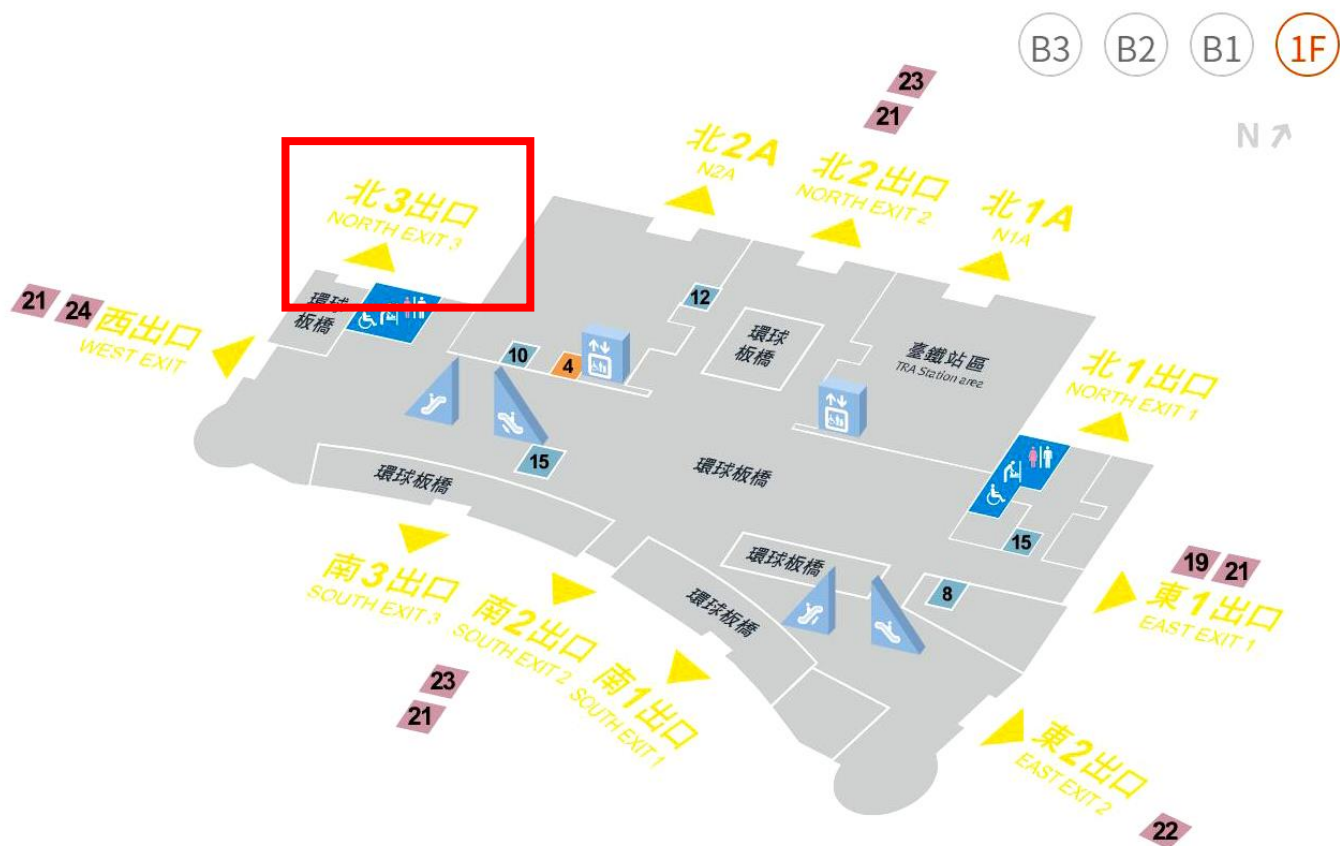 B3 B2 B1 1F
N
23
21
北2A
N2A
北2出口
NORTH EXIT 2
北1A
N1A
北3出口
NORTH EXIT 3
21 24 西出口
WEST EXIT
環球
板橋
12
10
4
環球
板橋
臺鐵站區
TRA Station area
北1出口
NORTH EXIT 1
15
環球板橋
環球板橋
15
環球板橋
8
環球板橋
19 21
東1出口
EAST EXIT 1
南3出口
SOUTH EXIT 3
南2出口
SOUTH EXIT 2
南1出口
SOUTH EXIT 1
23
21
東2出口
EAST EXIT 2
22